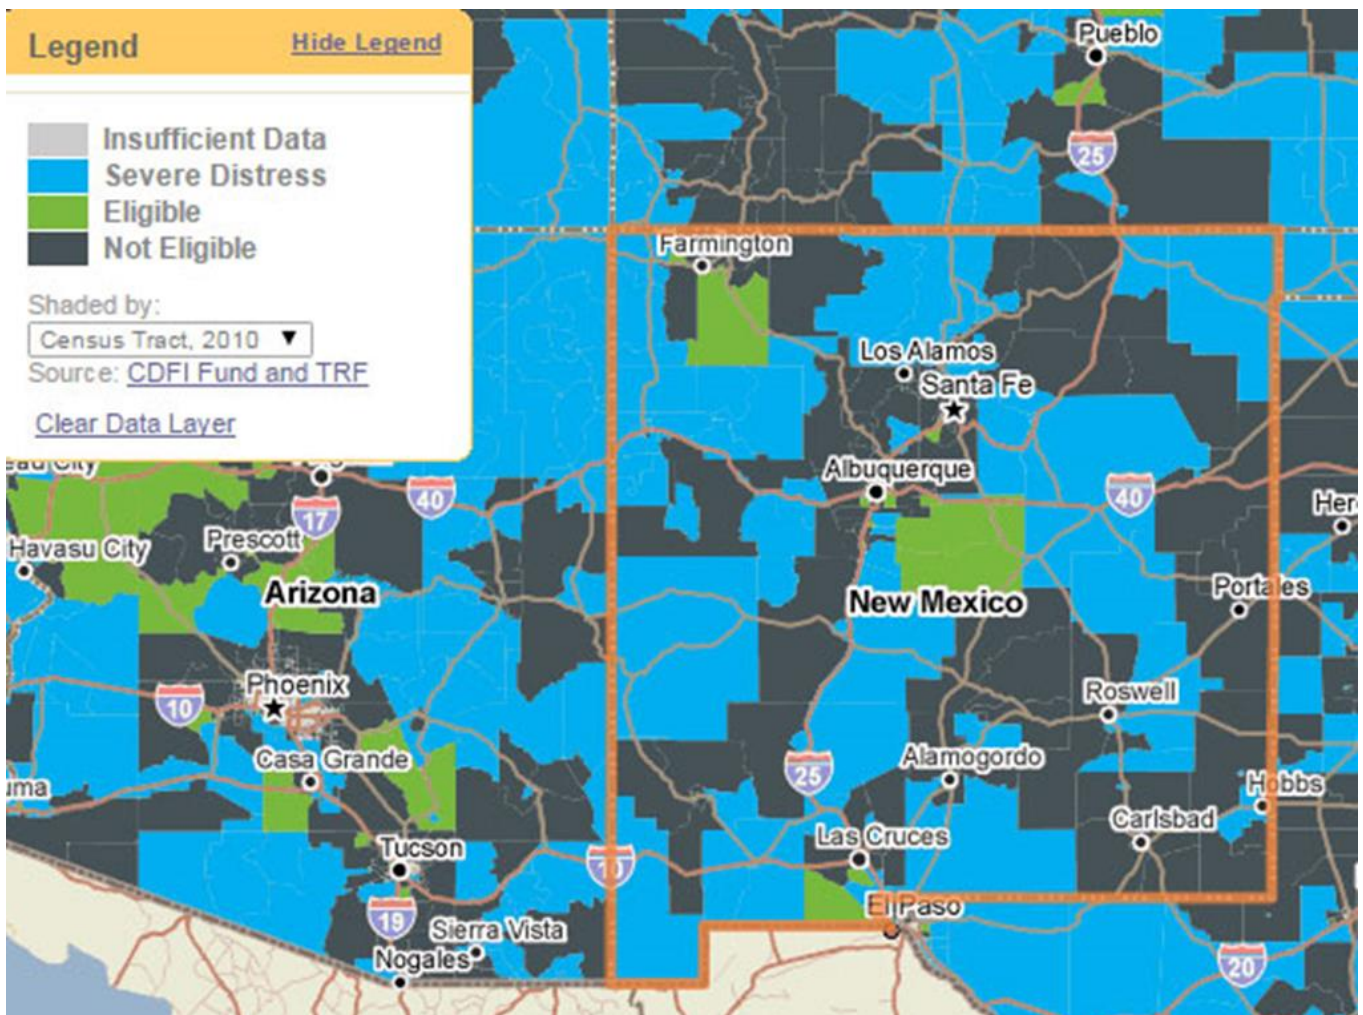 Legend
Hide Legend
Insufficient Data
Severe Distress
Eligible
Not Eligible
Shaded by:
Census Tract, 2010 ▼
Source: CDFI Fund and TRF
Clear Data Layer
Pueblo
25
Farmington
Los Alamos
Santa Fe
Albuquerque
40
40
17
Havasu City
Prescott
Arizona
New Mexico
Portales
Phoenix
10
Roswell
Casa Grande
25
Alamogordo
Hobbs
Carlsbad
Las Cruces
Tucson
10
19
El Paso
Sierra Vista
Nogales
20